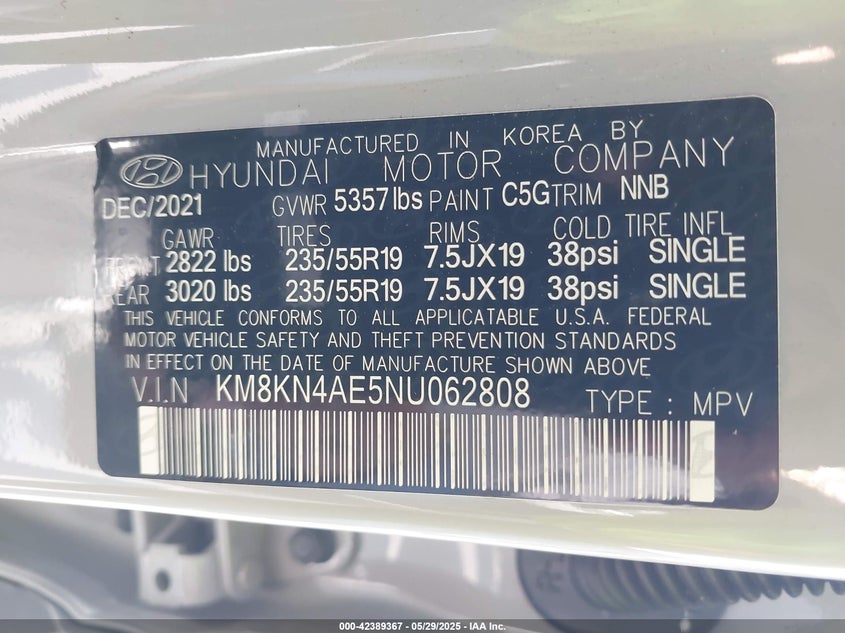 MANUFACTURED IN KOREA BY
HYUNDAI MOTOR COMPANY
DEC/2021 GVWR 5357 lbs PAINT C5G TRIM NNB
GAWR TIRES RIMS COLD TIRE INFL
FRONT 2822 lbs 235/55R19 7.5JX19 38psi SINGLE
REAR 3020 lbs 235/55R19 7.5JX19 38psi SINGLE
THIS VEHICLE CONFORMS TO ALL APPLICATABLE U.S.A. FEDERAL
MOTOR VEHICLE SAFETY AND THEFT PREVENTION STANDARDS
IN EFFECT ON THE DATE OF MANUFACTURE SHOWN ABOVE
V.I.N KM8KN4AE5NU062808 TYPE : MPV
000-42389367 - 05/29/2025 - IAA Inc.